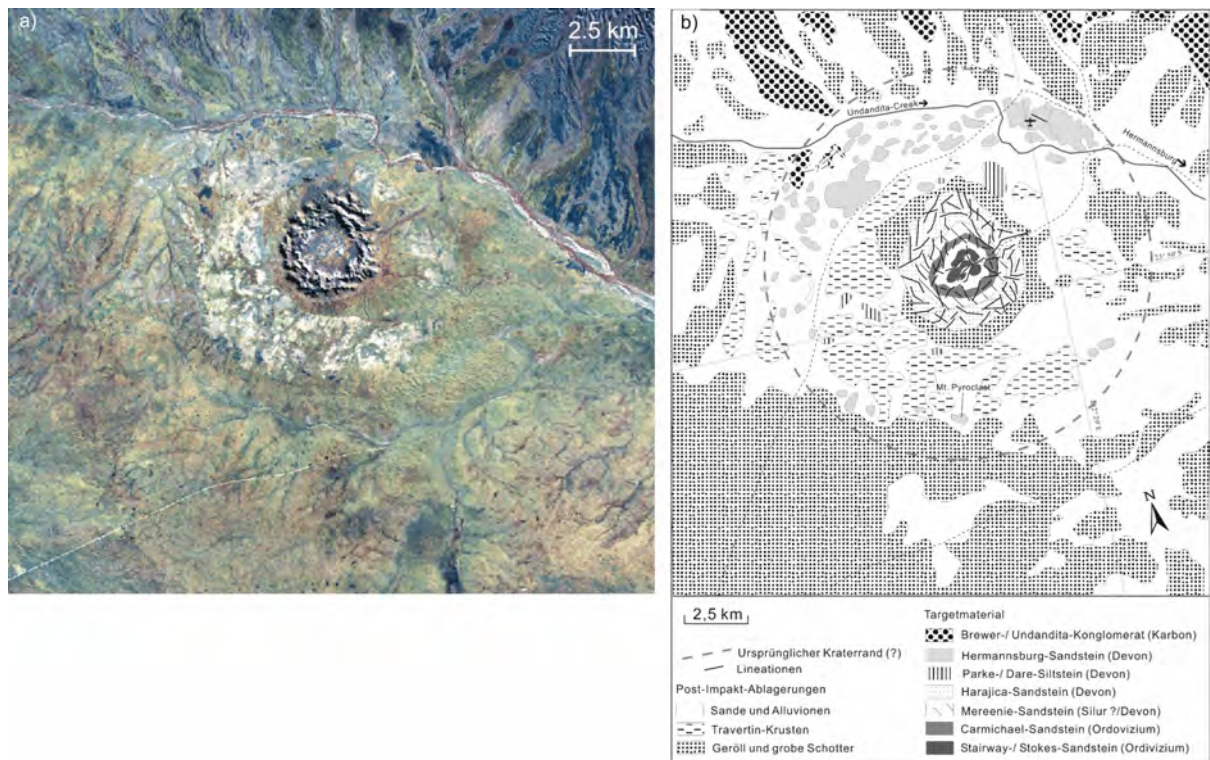 a)
2.5 km
b)
Undandita-Creek
Hermannsburg
Mt. Pyroclast
N
2,5 km
Ursprünglicher Kraterrand (?)
Lineationen
Post-Impakt-Ablagerungen
Sande und Alluvionen
Travertin-Krusten
Geröll und grobe Schotter
Targetmaterial
Brewer-/ Undandita-Konglomerat (Karbon)
Hermannsburg-Sandstein (Devon)
Parke-/ Dare-Siltstein (Devon)
Harajica-Sandstein (Devon)
Mereenie-Sandstein (Silur ?/Devon)
Carmichael-Sandstein (Ordovizium)
Stairway-/ Stokes-Sandstein (Ordivizium)